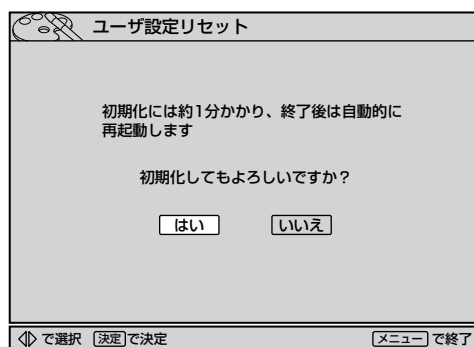 ユーザ設定リセット
初期化には約1分かかり、終了後は自動的に
再起動します
初期化してもよろしいですか？
はい いいえ
で選択 決定で決定 メニューで終了